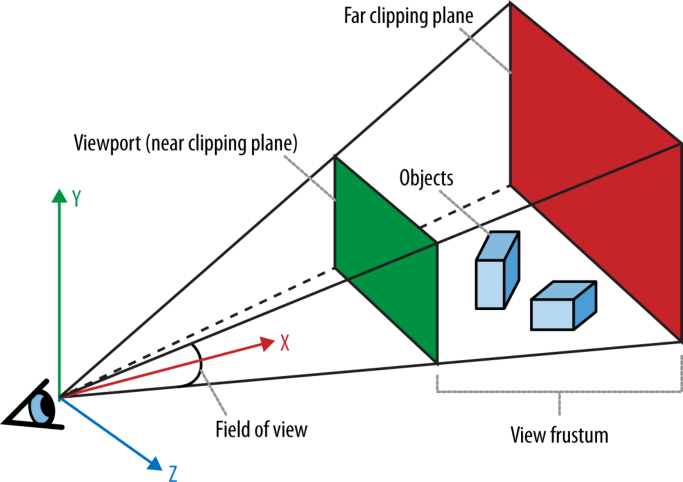 Far clipping plane
Viewport (near clipping plane)
Objects
Y
X
Field of view
View frustum
Z